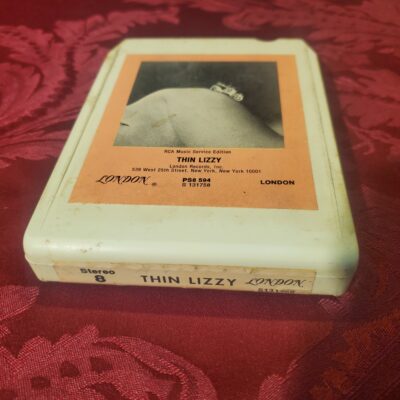 RCA Music Service Edition
THIN LIZZY
London Records, Inc.
539 West 25th Street, New York, New York 10001
LONDON ® PS8 594 LONDON
S 131750
Stereo
8 THIN LIZZY LONDON